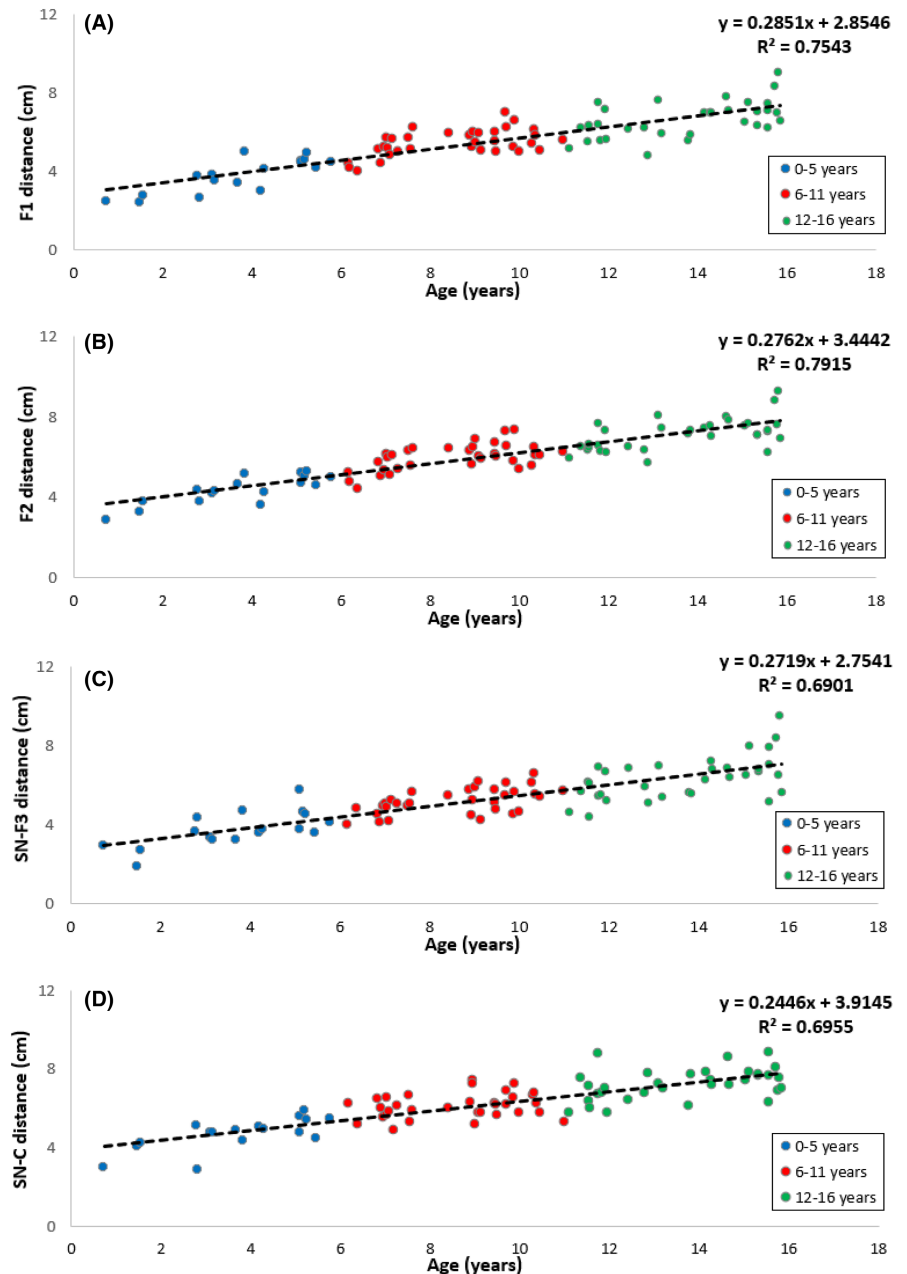 (A)
y = 0.2851x + 2.8546
R² = 0.7543
12
8
4
0
F1 distance (cm)
0-5 years
6-11 years
12-16 years
0 2 4 6 8 10 12 14 16 18
Age (years)
(B)
y = 0.2762x + 3.4442
R² = 0.7915
12
8
4
0
F2 distance (cm)
0-5 years
6-11 years
12-16 years
0 2 4 6 8 10 12 14 16 18
Age (years)
(C)
y = 0.2719x + 2.7541
R² = 0.6901
12
8
4
0
SN-F3 distance (cm)
0-5 years
6-11 years
12-16 years
0 2 4 6 8 10 12 14 16 18
Age (years)
(D)
y = 0.2446x + 3.9145
R² = 0.6955
12
8
4
0
SN-C distance (cm)
0-5 years
6-11 years
12-16 years
0 2 4 6 8 10 12 14 16 18
Age (years)